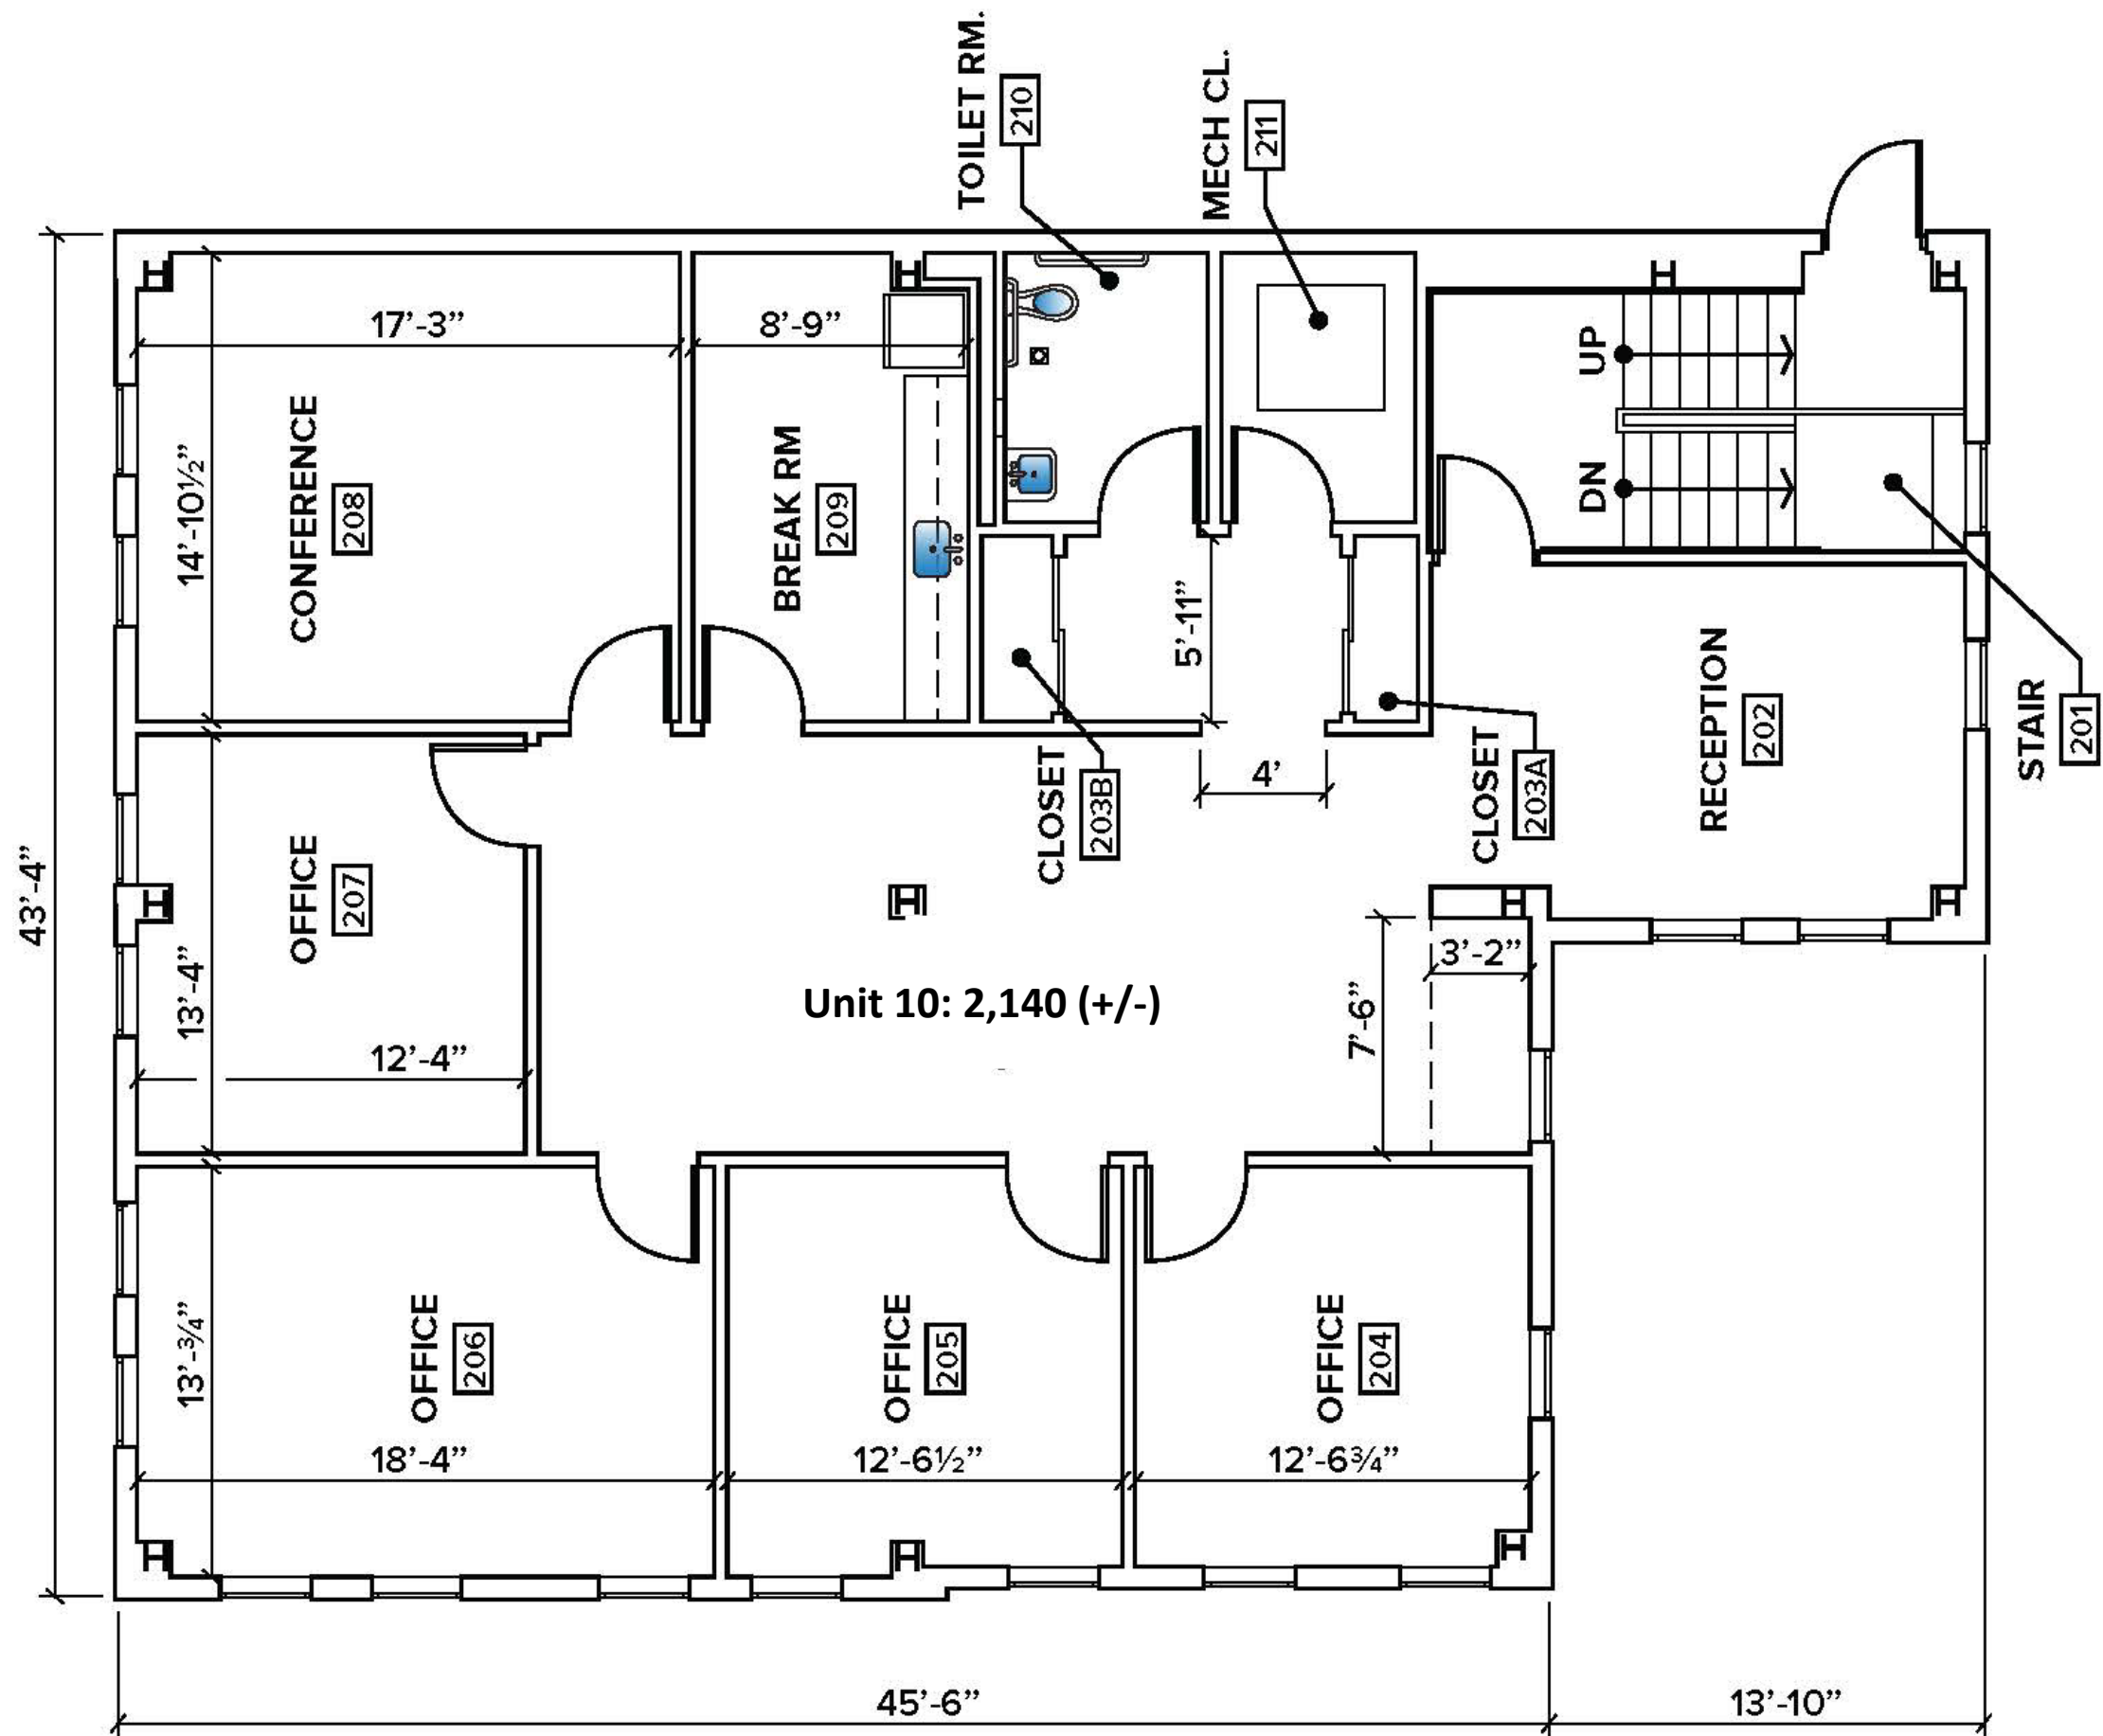 TOILET RM.
210
MECH CL.
211
17’-3”
8’-9”
UP
DN
14’-10½”
CONFERENCE
208
BREAK RM
209
5’-11”
RECEPTION
202
STAIR
201
CLOSET
203B
4’
CLOSET
203A
43’-4”
OFFICE
207
13’-4”
12’-4”
Unit 10: 2,140 (+/-)
3’-2”
7’-6”
13’-¾”
OFFICE
206
OFFICE
205
OFFICE
204
18’-4”
12’-6½”
12’-6¾”
45’-6”
13’-10”